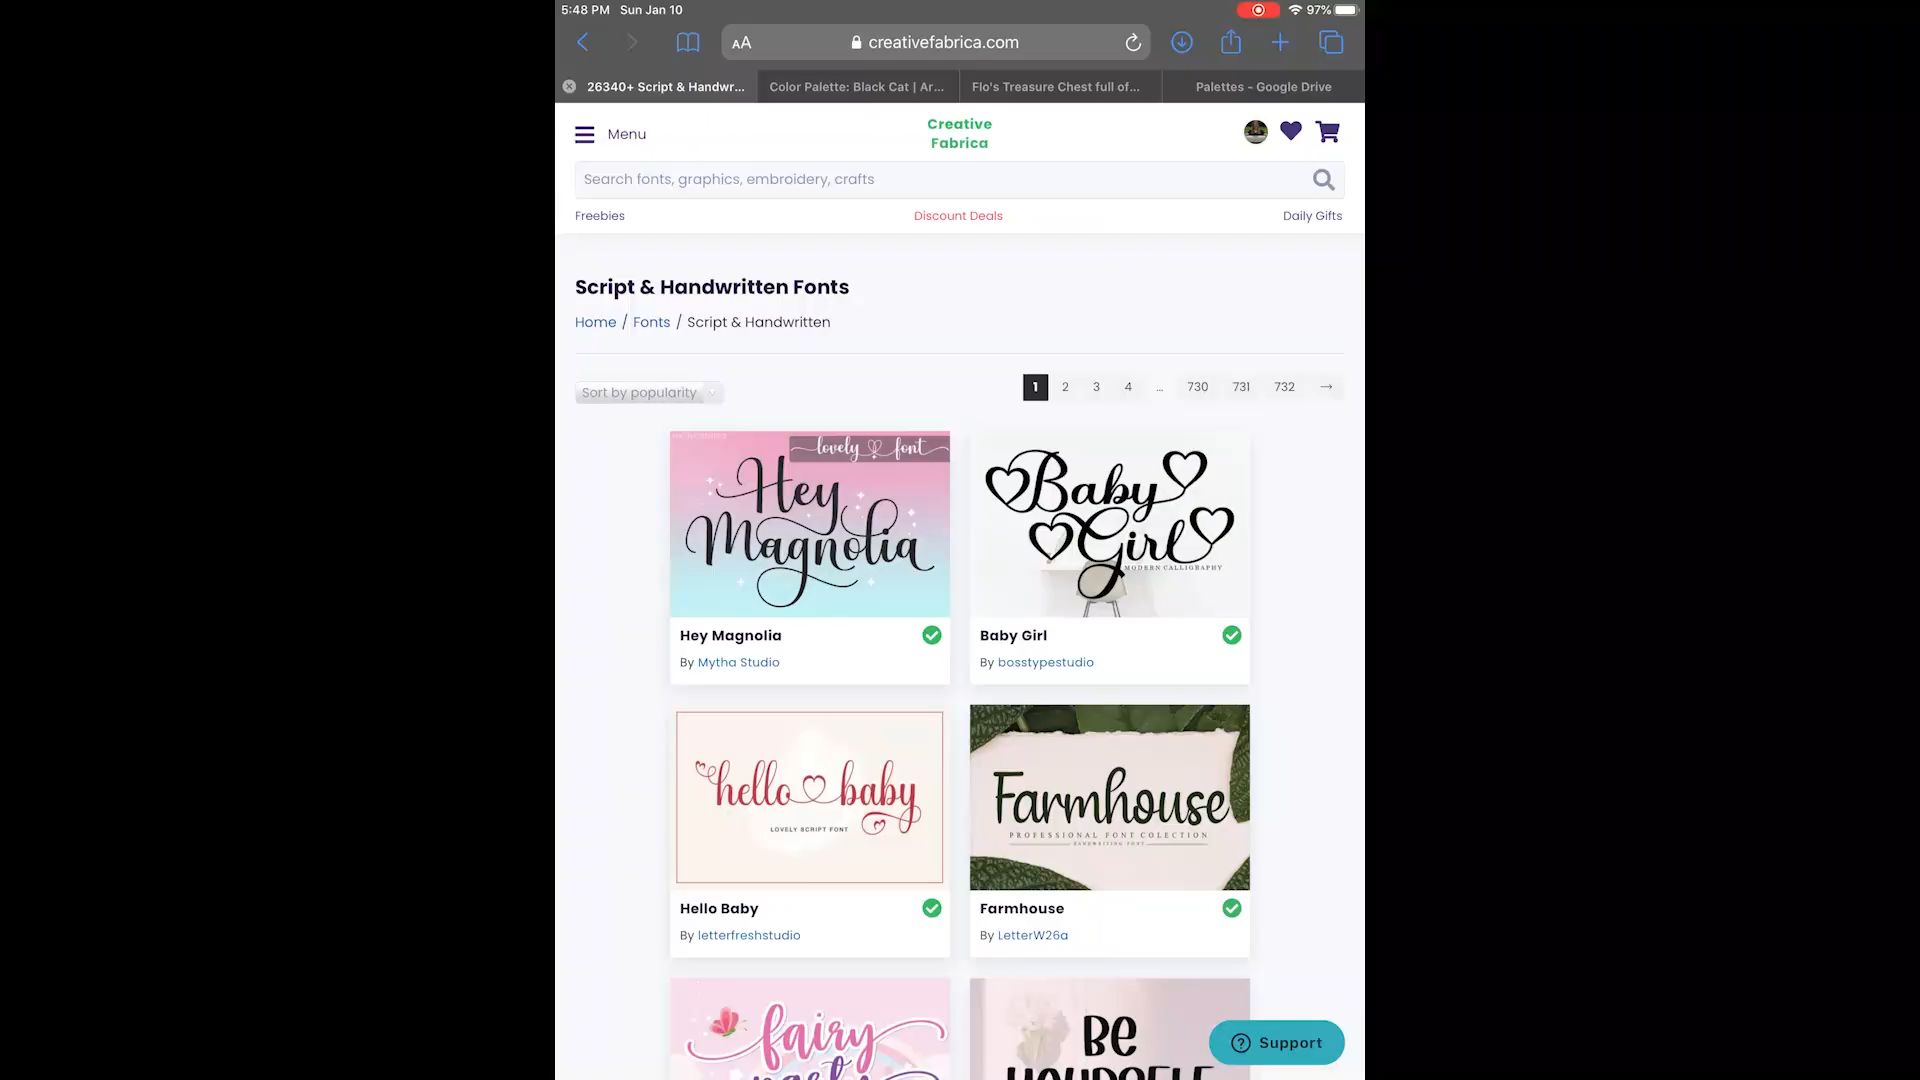 5:48 PM Sun Jan 10
97%
AA
creativefabrica.com
26340+ Script & Handwr...
Color Palette: Black Cat | Ar...
Flo's Treasure Chest full of...
Palettes - Google Drive
Menu
Creative
Fabrica
Search fonts, graphics, embroidery, crafts
Freebies
Discount Deals
Daily Gifts
Script & Handwritten Fonts
Home / Fonts / Script & Handwritten
Sort by popularity
1 2 3 4 ... 730 731 732 →
lovely font
Hey
Magnolia
Baby
Girl
MODERN CALLIGRAPHY
Hey Magnolia
By Mytha Studio
Baby Girl
By bosstypestudio
hello baby
LOVELY SCRIPT FONT
Farmhouse
PROFESSIONAL FONT COLECTION
HANDWRITING FONT
Hello Baby
By letterfreshstudio
Farmhouse
By LetterW26a
fairy
party
BE
YOURSELF
Support